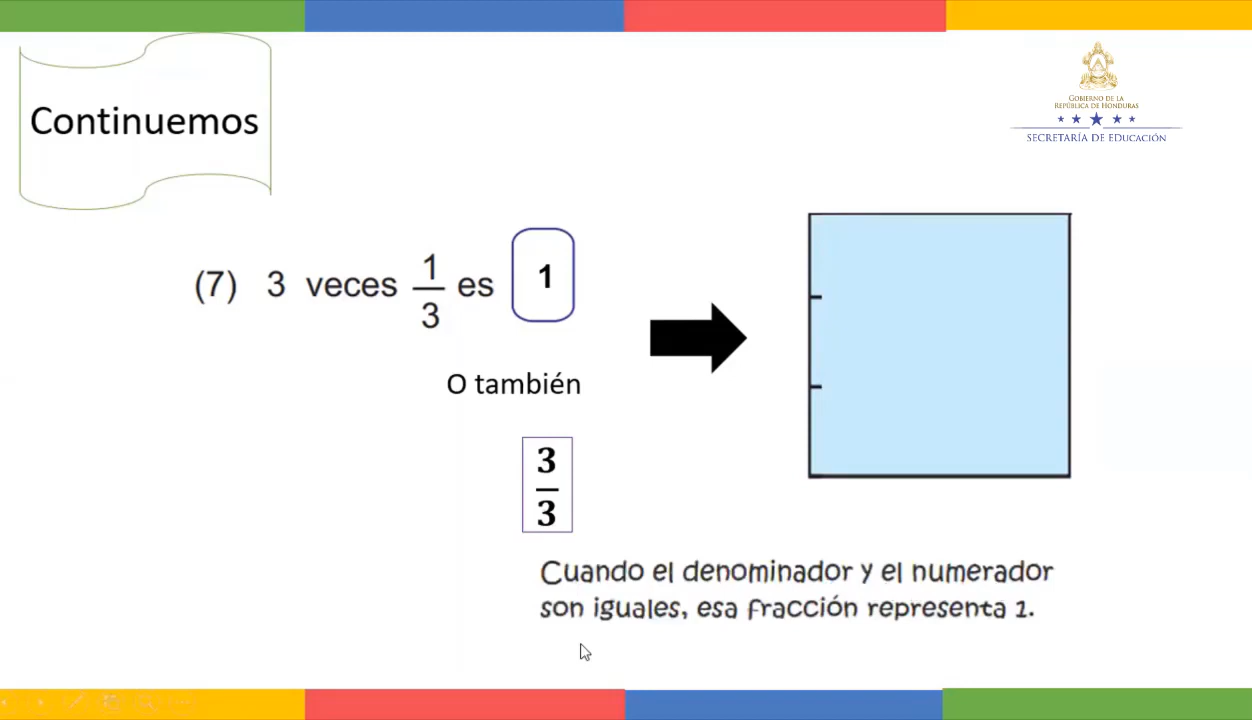 Continuemos
GOBIERNO DE LA
REPÚBLICA DE HONDURAS
SECRETARÍA DE EDUCACIÓN
(7) 3 veces 1/3 es 1
O también
3/3
Cuando el denominador y el numerador
son iguales, esa fracción representa 1.